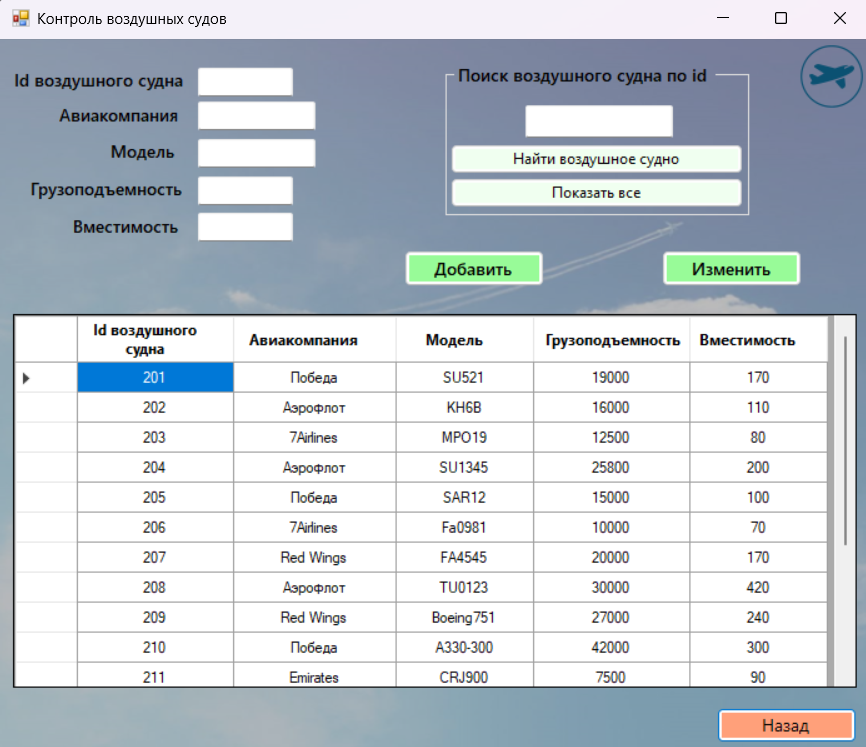 Контроль воздушных судов
Id воздушного судна
Авиакомпания
Модель
Грузоподъемность
Вместимость
Поиск воздушного судна по id
Найти воздушное судно
Показать все
Добавить
Изменить
Id воздушного судна Авиакомпания Модель Грузоподъемность Вместимость
201 Победа SU521 19000 170
202 Аэрофлот KH6B 16000 110
203 7Airlines MPO19 12500 80
204 Аэрофлот SU1345 25800 200
205 Победа SAR12 15000 100
206 7Airlines Fa0981 10000 70
207 Red Wings FA4545 20000 170
208 Аэрофлот TU0123 30000 420
209 Red Wings Boeing751 27000 240
210 Победа A330-300 42000 300
211 Emirates CRJ900 7500 90
Назад